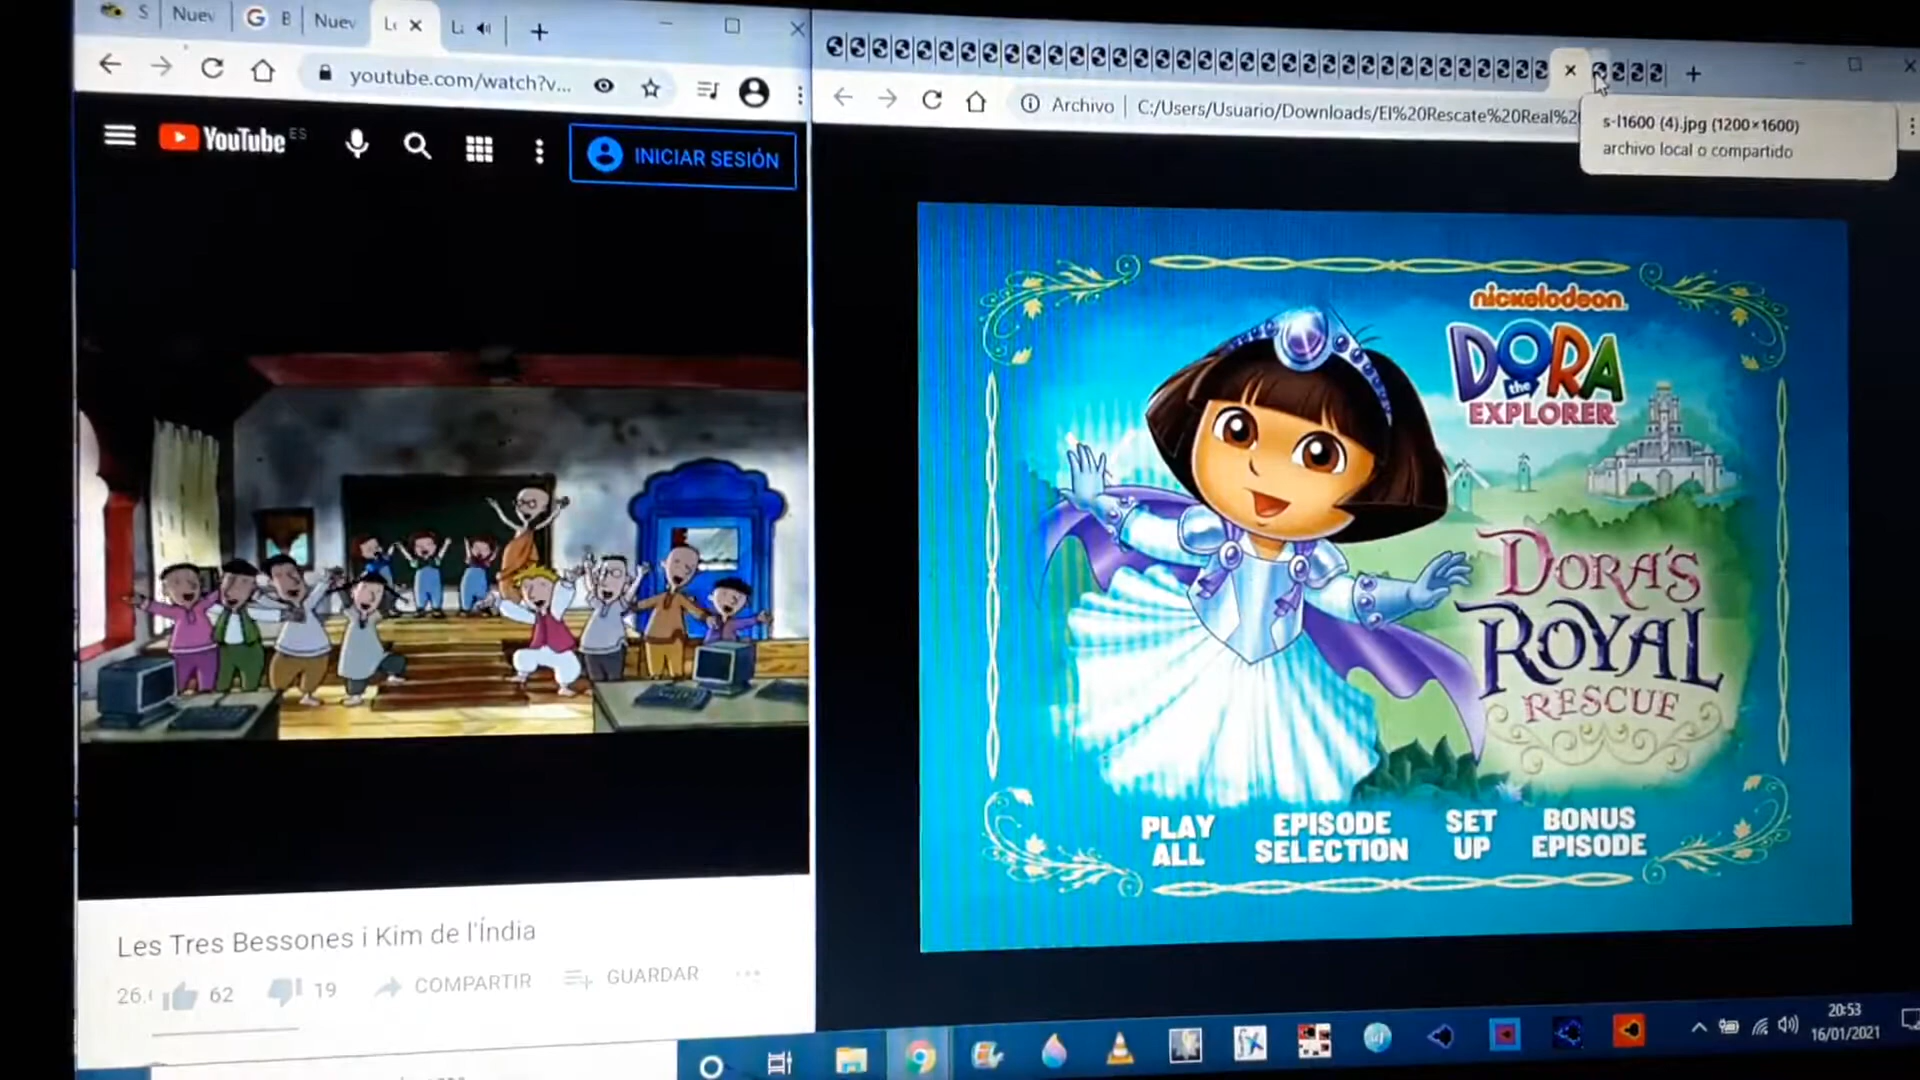 S
Nuev
B
Nuev
youtube.com/watch?v...
YouTube ES
INICIAR SESIÓN
Les Tres Bessones i Kim de l'Índia
62
19
COMPARTIR
GUARDAR
Archivo
C:/Users/Usuario/Downloads/El%20Rescate%20Real%20
s-l1600 (4).jpg (1200×1600)
archivo local o compartido
nickelodeon
DORA
the
EXPLORER
DORA'S
ROYAL
RESCUE
PLAY
ALL
EPISODE
SELECTION
SET
UP
BONUS
EPISODE
20:53
16/01/2021